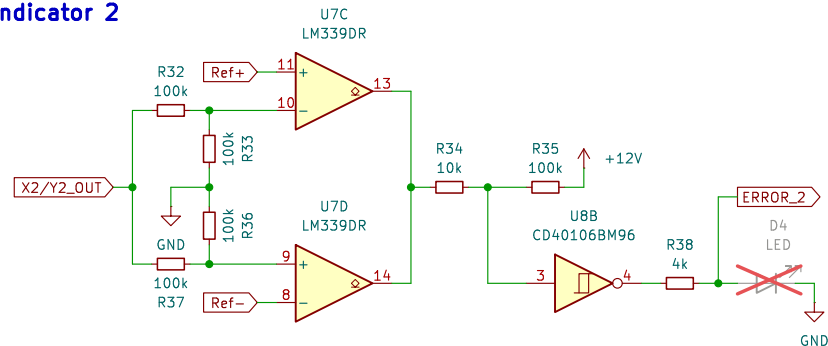 ndicator 2
U7C
LM339DR
Ref+
11
+
13
R32
100k
10
−
100k
R33
X2/Y2_OUT
R34
10k
R35
100k
+12V
GND
100k
R36
U7D
LM339DR
9
+
14
100k
R37
Ref-
8
−
U8B
CD40106BM96
3
4
R38
4k
ERROR_2
D4
LED
GND